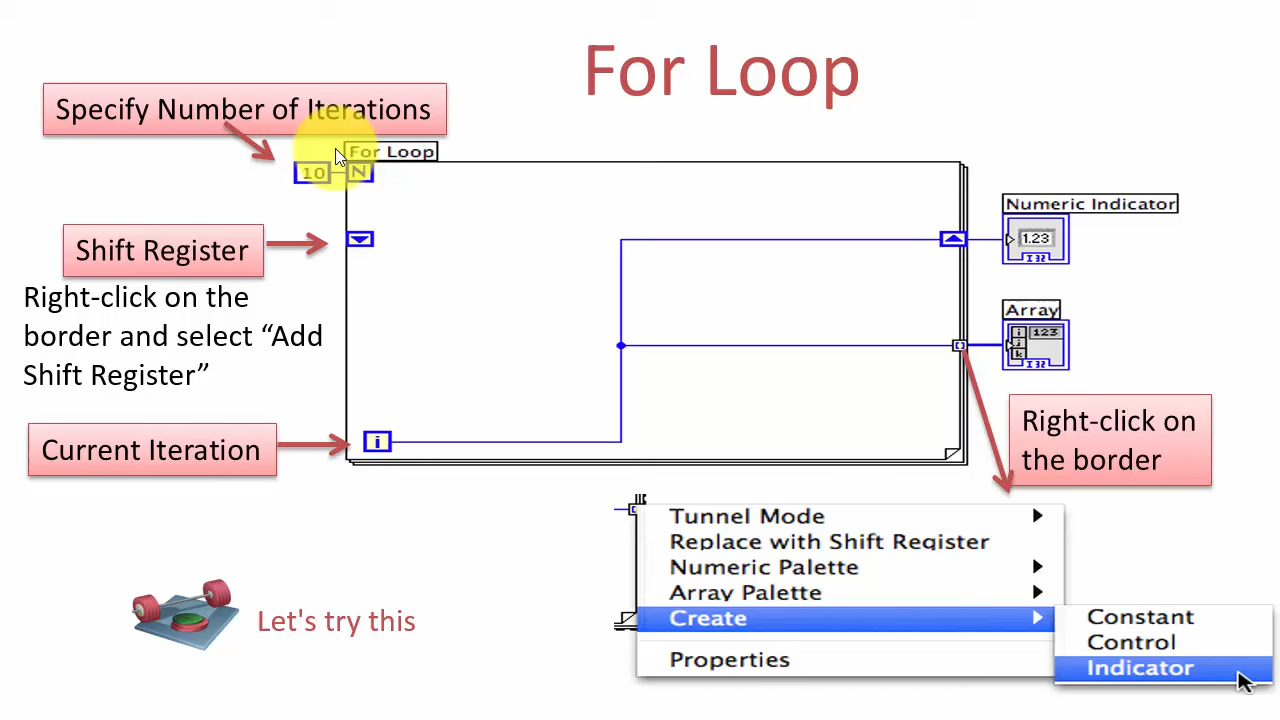 For Loop
Specify Number of Iterations
For Loop
10
N
Numeric Indicator
1.23
I32
Shift Register
Right-click on the
border and select “Add
Shift Register”
Array
i
j
k
123
I32
Current Iteration
i
Right-click on
the border
Tunnel Mode
Replace with Shift Register
Numeric Palette
Array Palette
Create
Properties
Constant
Control
Indicator
Let's try this